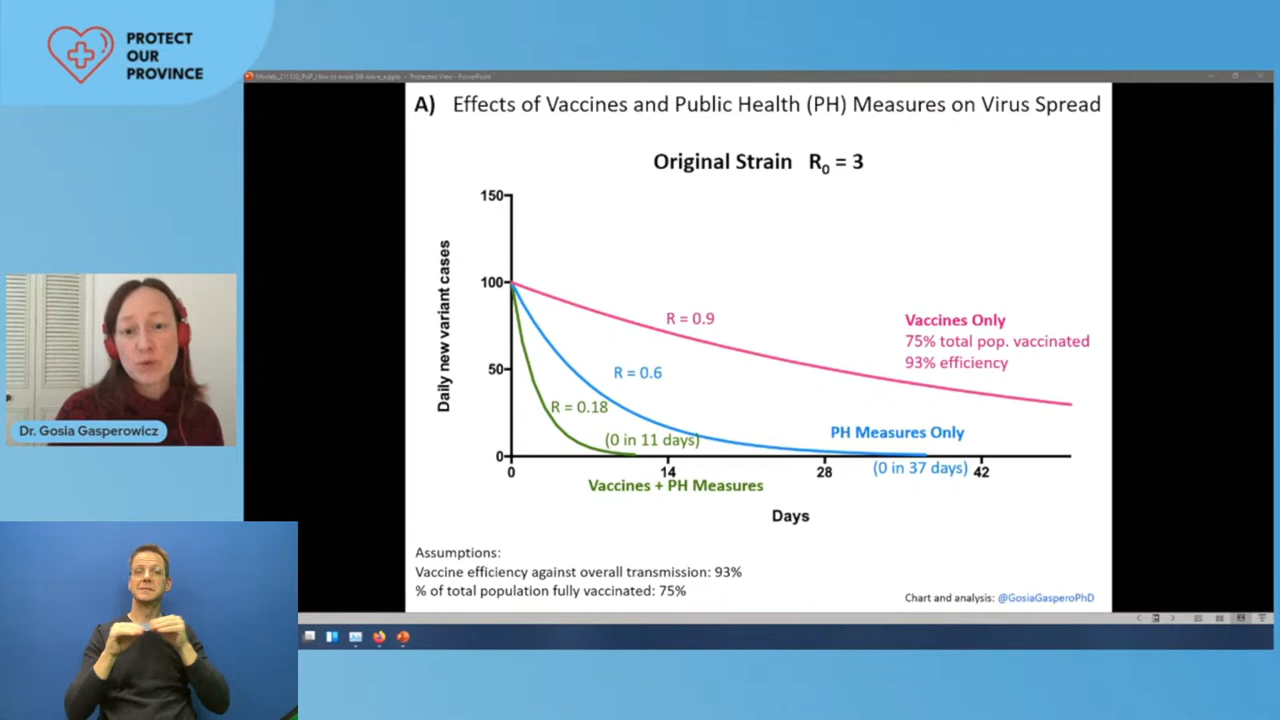 PROTECT
OUR
PROVINCE
A) Effects of Vaccines and Public Health (PH) Measures on Virus Spread
Original Strain R₀ = 3
Daily new variant cases
150
100
50
0
0
14
28
42
Days
R = 0.9
R = 0.6
R = 0.18
(0 in 11 days)
Vaccines Only
75% total pop. vaccinated
93% efficiency
PH Measures Only
(0 in 37 days)
Vaccines + PH Measures
Assumptions:
Vaccine efficiency against overall transmission: 93%
% of total population fully vaccinated: 75%
Chart and analysis: @GosiaGasperoPhD
Dr. Gosia Gasperowicz